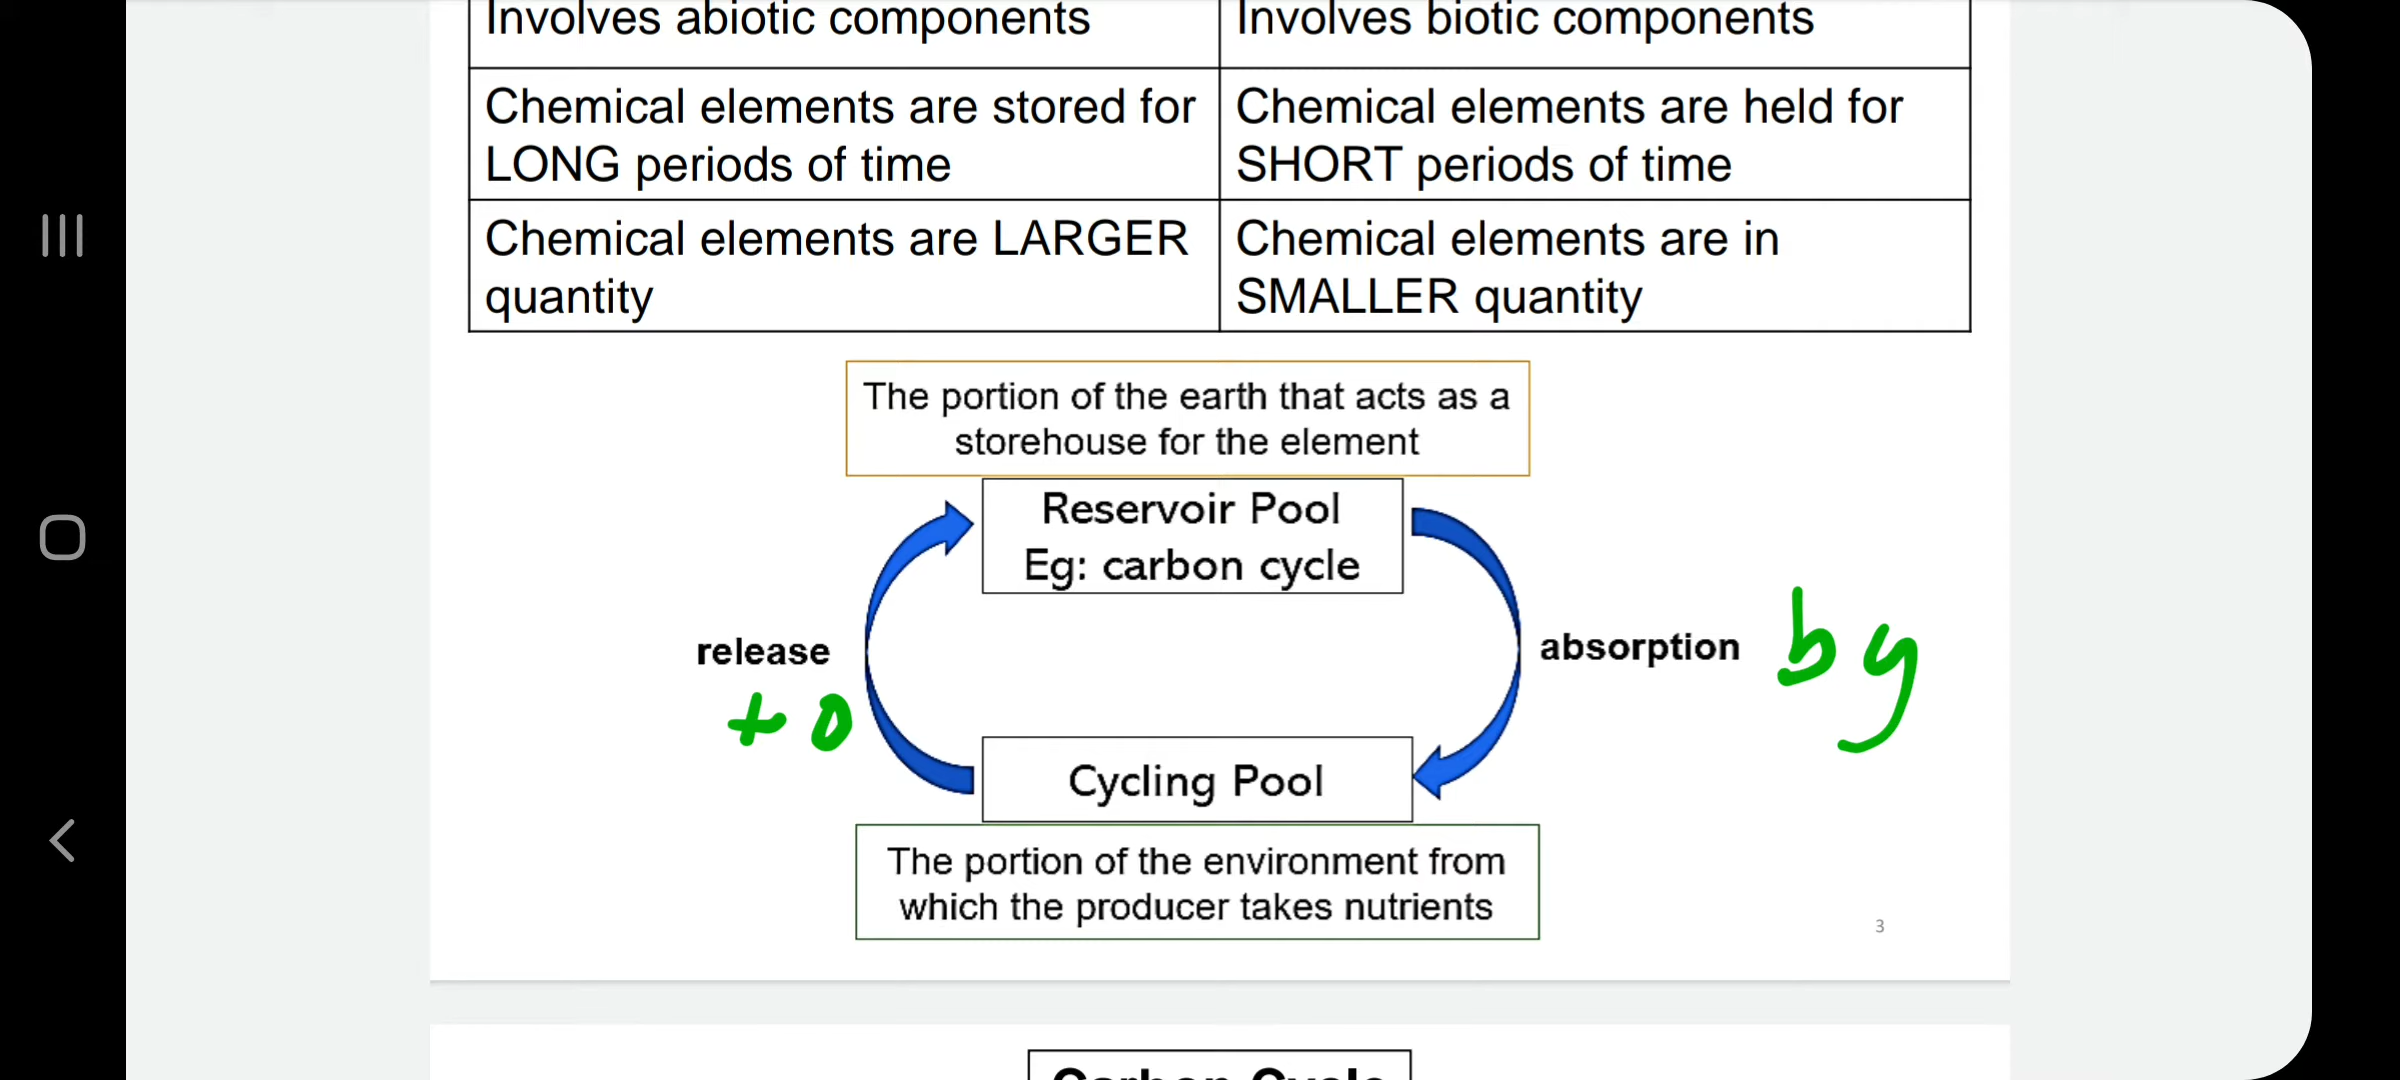 Involves abiotic components
Involves biotic components
Chemical elements are stored for
LONG periods of time
Chemical elements are held for
SHORT periods of time
Chemical elements are LARGER
quantity
Chemical elements are in
SMALLER quantity
The portion of the earth that acts as a
storehouse for the element
Reservoir Pool
Eg: carbon cycle
release
to
absorption by
Cycling Pool
The portion of the environment from
which the producer takes nutrients
3
Carbon Cycle